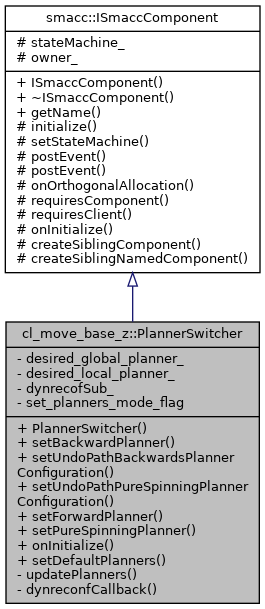 smacc::ISmaccComponent
# stateMachine_
# owner_
+ ISmaccComponent()
+ ~ISmaccComponent()
+ getName()
# initialize()
# setStateMachine()
# postEvent()
# postEvent()
# onOrthogonalAllocation()
# requiresComponent()
# requiresClient()
# onInitialize()
# createSiblingComponent()
# createSiblingNamedComponent()
cl_move_base_z::PlannerSwitcher
- desired_global_planner_
- desired_local_planner_
- dynrecofSub_
- set_planners_mode_flag
+ PlannerSwitcher()
+ setBackwardPlanner()
+ setUndoPathBackwardsPlanner
Configuration()
+ setUndoPathPureSpinningPlanner
Configuration()
+ setForwardPlanner()
+ setPureSpinningPlanner()
+ onInitialize()
+ setDefaultPlanners()
- updatePlanners()
- dynreconfCallback()